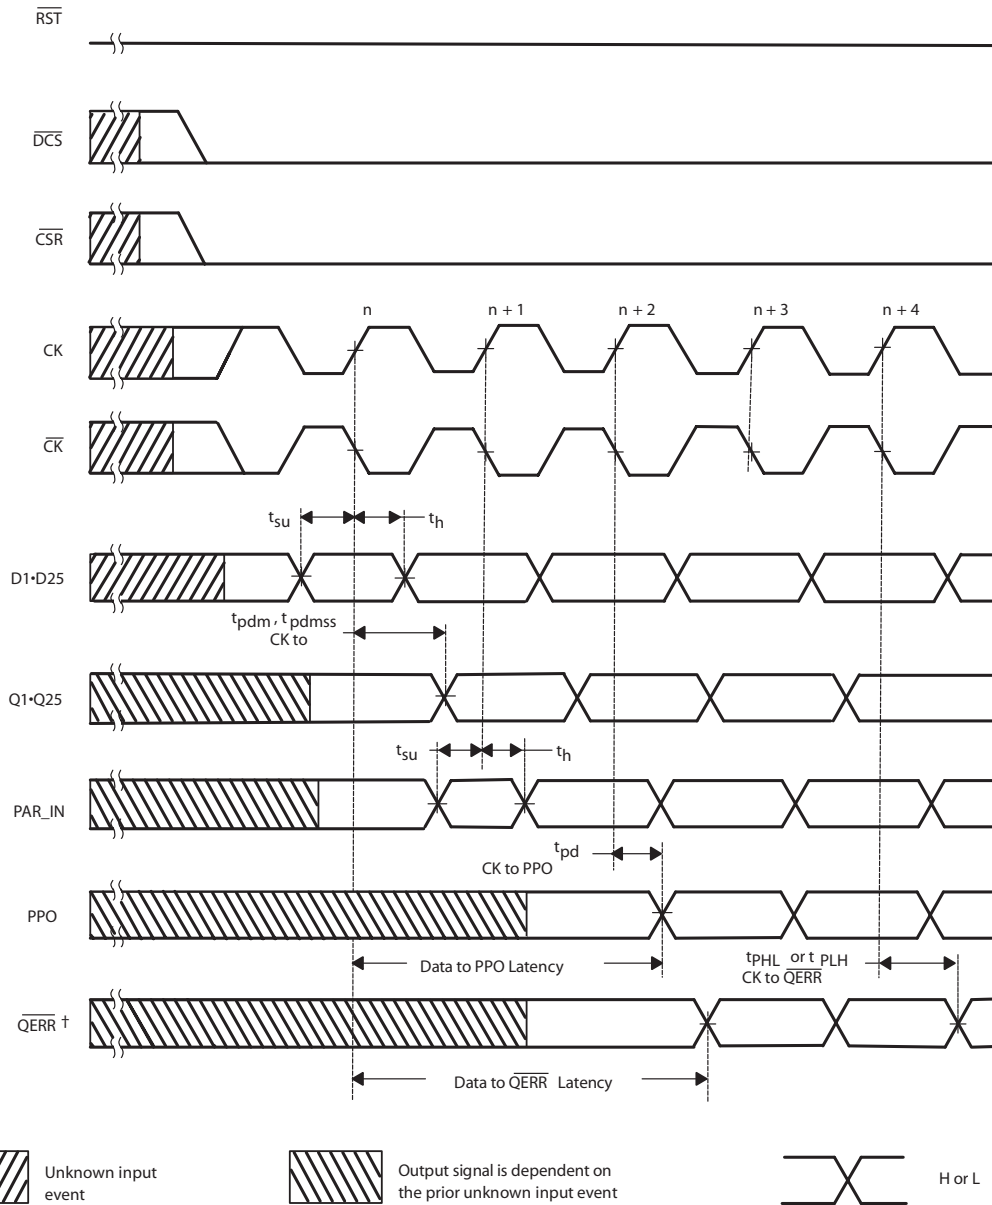 RST
DCS
CSR
n n + 1 n + 2 n + 3 n + 4
CK
CK
tsu th
D1•D25
tpdm , t pdmss
CK to
Q1•Q25
tsu th
PAR_IN
tpd
CK to PPO
PPO
Data to PPO Latency
tPHL or t PLH
CK to QERR
QERR †
Data to QERR Latency
Unknown input
event
Output signal is dependent on
the prior unknown input event
H or L